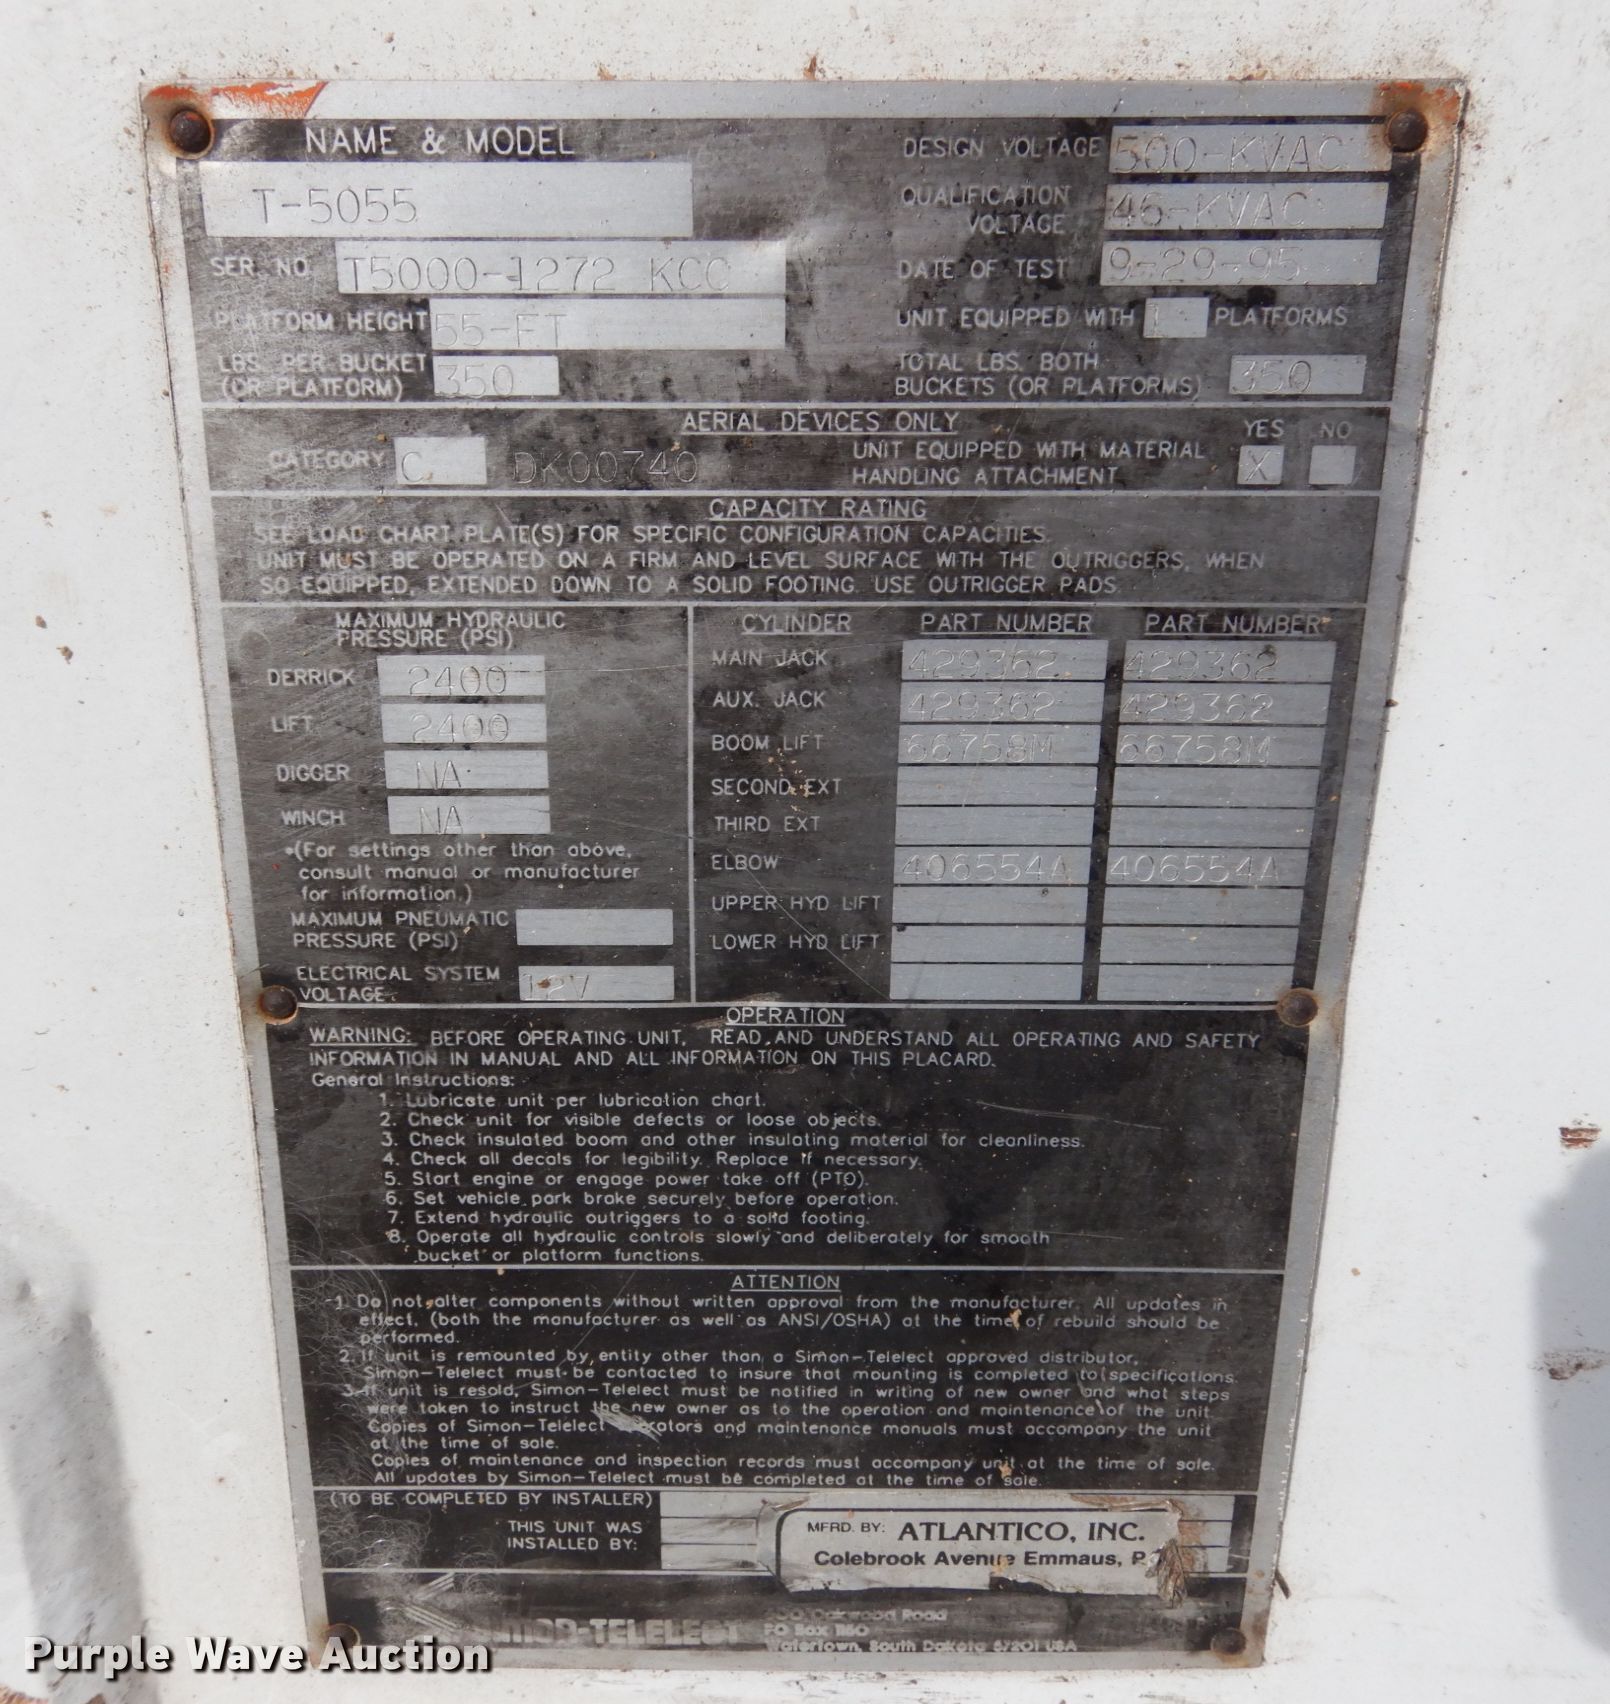 NAME & MODEL
T-5055
DESIGN VOLTAGE 500-KVAC
QUALIFICATION VOLTAGE 46-KVAC
SER. NO. T5000-1272 KCC
DATE OF TEST 9-29-95
PLATFORM HEIGHT 55-FT
UNIT EQUIPPED WITH 1 PLATFORMS
LBS. PER BUCKET
(OR PLATFORM) 350
TOTAL LBS. BOTH
BUCKETS (OR PLATFORMS) 350
AERIAL DEVICES ONLY
CATEGORY C DK00740
UNIT EQUIPPED WITH MATERIAL
HANDLING ATTACHMENT
YES NO
X
CAPACITY RATING
SEE LOAD CHART PLATE(S) FOR SPECIFIC CONFIGURATION CAPACITIES.
UNIT MUST BE OPERATED ON A FIRM AND LEVEL SURFACE WITH THE OUTRIGGERS, WHEN
SO EQUIPPED, EXTENDED DOWN TO A SOLID FOOTING. USE OUTRIGGER PADS.
MAXIMUM HYDRAULIC
PRESSURE (PSI)
DERRICK 2400
LIFT 2400
DIGGER NA
WINCH NA
*(For settings other than above,
consult manual or manufacturer
for information.)
MAXIMUM PNEUMATIC
PRESSURE (PSI)
ELECTRICAL SYSTEM
VOLTAGE 12V
CYLINDER PART NUMBER PART NUMBER
MAIN JACK 429362 429362
AUX. JACK 429362 429362
BOOM LIFT 66758M 66758M
SECOND EXT
THIRD EXT
ELBOW 406554A 406554A
UPPER HYD LIFT
LOWER HYD LIFT
OPERATION
WARNING: BEFORE OPERATING UNIT, READ AND UNDERSTAND ALL OPERATING AND SAFETY
INFORMATION IN MANUAL AND ALL INFORMATION ON THIS PLACARD.
General Instructions:
1. Lubricate unit per lubrication chart.
2. Check unit for visible defects or loose objects.
3. Check insulated boom and other insulating material for cleanliness.
4. Check all decals for legibility. Replace if necessary.
5. Start engine or engage power take off (PTO).
6. Set vehicle park brake securely before operation.
7. Extend hydraulic outriggers to a solid footing.
8. Operate all hydraulic controls slowly and deliberately for smooth
bucket or platform functions.
ATTENTION
1. Do not alter components without written approval from the manufacturer. All updates in
effect, (both the manufacturer as well as ANSI/OSHA) at the time of rebuild should be
performed.
2. If unit is remounted by entity other than a Simon-Telelect approved distributor,
Simon-Telelect must be contacted to insure that mounting is completed to specifications.
3. If unit is resold, Simon-Telelect must be notified in writing of new owner and what steps
were taken to instruct the new owner as to the operation and maintenance of the unit.
Copies of Simon-Telelect operators and maintenance manuals must accompany the unit
at the time of sale.
Copies of maintenance and inspection records must accompany unit at the time of sale.
All updates by Simon-Telelect must be completed at the time of sale.
(TO BE COMPLETED BY INSTALLER)
THIS UNIT WAS
INSTALLED BY:
MFRD. BY: ATLANTICO, INC.
Colebrook Avenue Emmaus,
SIMON-TELELECT
Oakwood Road
PO Box 1150
Watertown, South Dakota 57201 USA
Purple Wave Auction